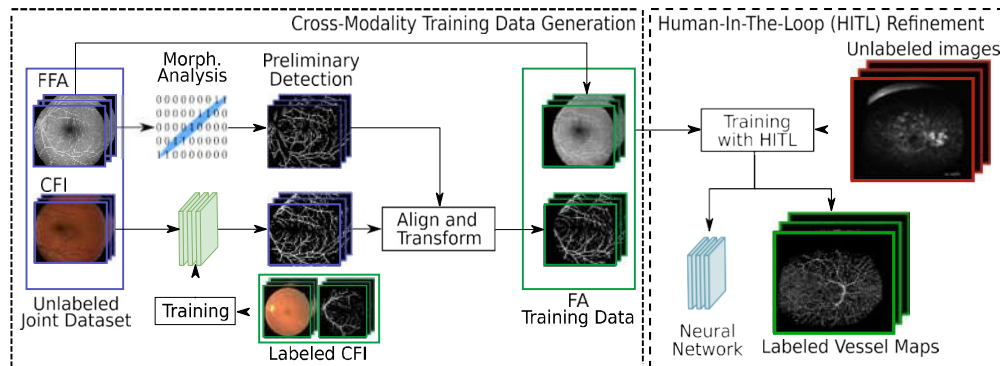 Cross-Modality Training Data Generation
Human-In-The-Loop (HITL) Refinement
FFA
Morph.
Analysis
Preliminary
Detection
Unlabeled images
CFI
Training
with HITL
Align and
Transform
Training
Unlabeled
Joint Dataset
Labeled CFI
FA
Training Data
Neural
Network
Labeled Vessel Maps